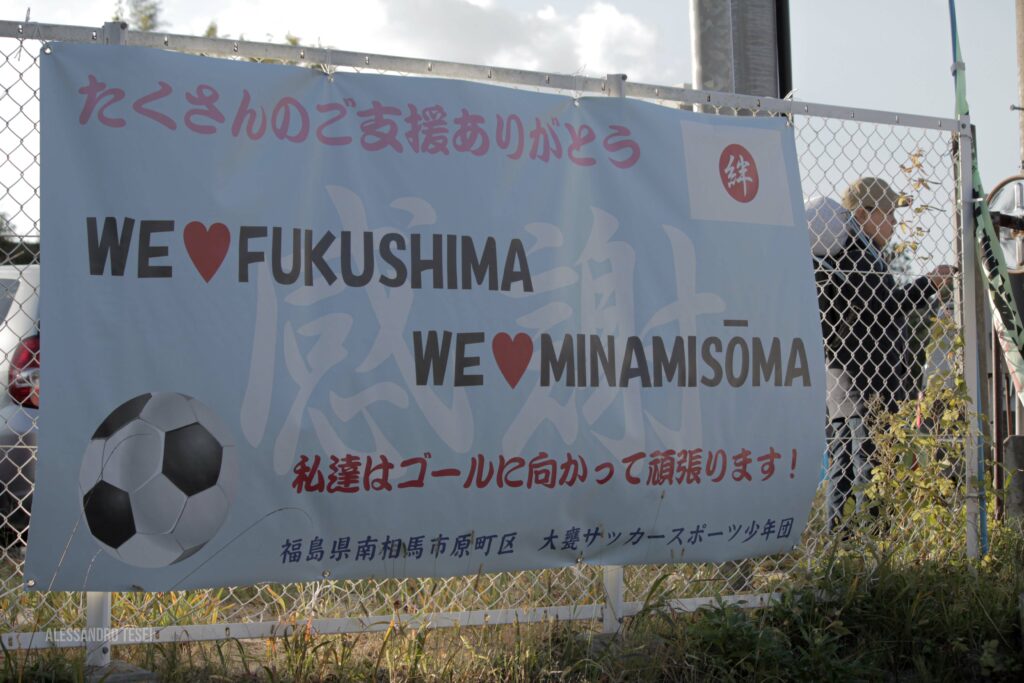 たくさんのご支援ありがとう
絆
感謝
WE♥FUKUSHIMA
WE♥MINAMISŌMA
私達はゴールに向かって頑張ります!
福島県南相馬市原町区 大甕サッカースポーツ少年団
ALESSANDRO TESEI